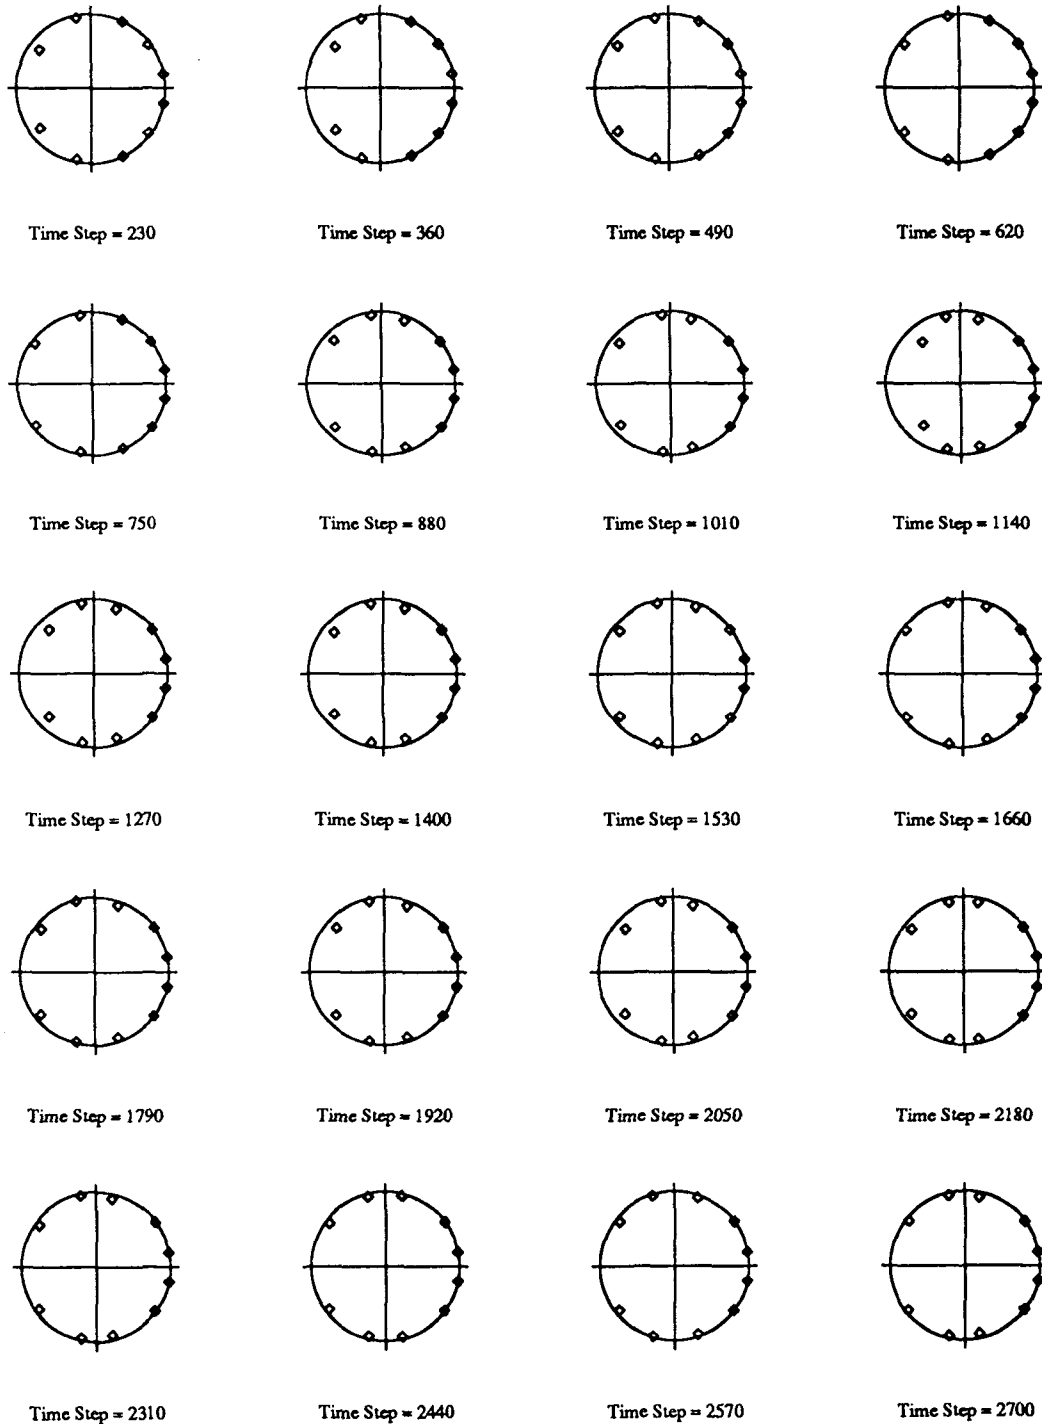 Time Step = 230
Time Step = 360
Time Step = 490
Time Step = 620
Time Step = 750
Time Step = 880
Time Step = 1010
Time Step = 1140
Time Step = 1270
Time Step = 1400
Time Step = 1530
Time Step = 1660
Time Step = 1790
Time Step = 1920
Time Step = 2050
Time Step = 2180
Time Step = 2310
Time Step = 2440
Time Step = 2570
Time Step = 2700